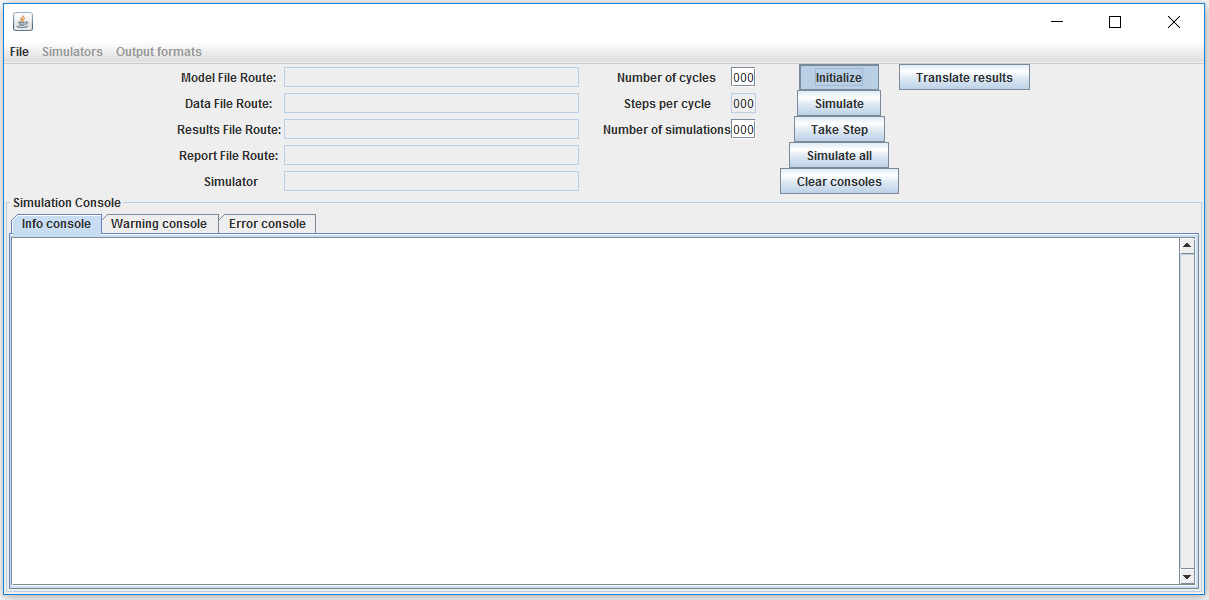 File Simulators Output formats
Model File Route: Number of cycles 000 Initialize Translate results
Data File Route: Steps per cycle 000 Simulate
Results File Route: Number of simulations 000 Take Step
Report File Route: Simulate all
Simulator Clear consoles
Simulation Console
Info console Warning console Error console